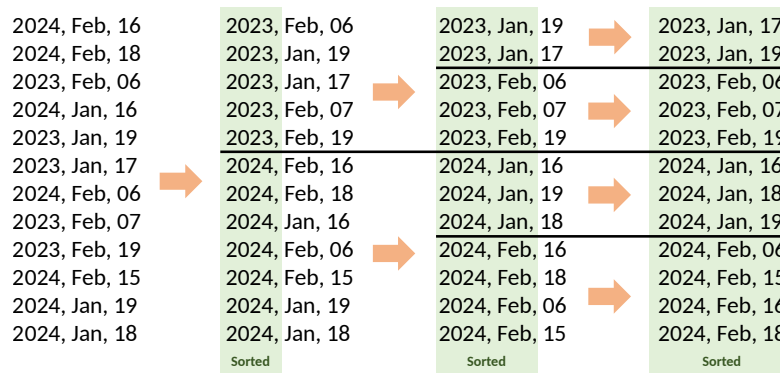 2024, Feb, 16
2024, Feb, 18
2023, Feb, 06
2024, Jan, 16
2023, Jan, 19
2023, Jan, 17
2024, Feb, 06
2023, Feb, 07
2023, Feb, 19
2024, Feb, 15
2024, Jan, 19
2024, Jan, 18
2023, Feb, 06
2023, Jan, 19
2023, Jan, 17
2023, Feb, 07
2023, Feb, 19
2024, Feb, 16
2024, Feb, 18
2024, Jan, 16
2024, Feb, 06
2024, Feb, 15
2024, Jan, 19
2024, Jan, 18
Sorted
2023, Jan, 19
2023, Jan, 17
2023, Feb, 06
2023, Feb, 07
2023, Feb, 19
2024, Jan, 16
2024, Jan, 19
2024, Jan, 18
2024, Feb, 16
2024, Feb, 18
2024, Feb, 06
2024, Feb, 15
Sorted
2023, Jan, 17
2023, Jan, 19
2023, Feb, 06
2023, Feb, 07
2023, Feb, 19
2024, Jan, 16
2024, Jan, 18
2024, Jan, 19
2024, Feb, 06
2024, Feb, 15
2024, Feb, 16
2024, Feb, 18
Sorted